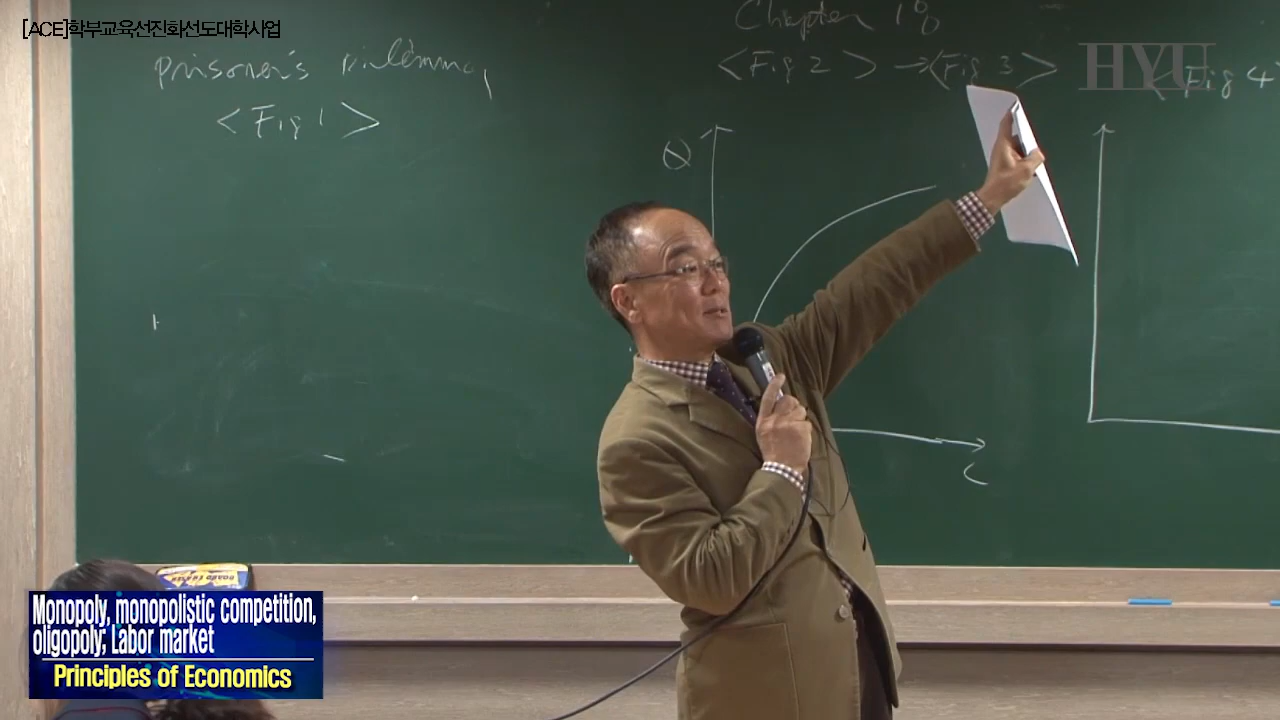 [ACE]학부교육선진화선도대학사업
Chapter 18
Prisoner's Dilemma,
<Fig 1>
<Fig 2> → <Fig 3>
<Fig 4
HYU
Q
L
Monopoly, monopolistic competition,
oligopoly; Labor market
Principles of Economics